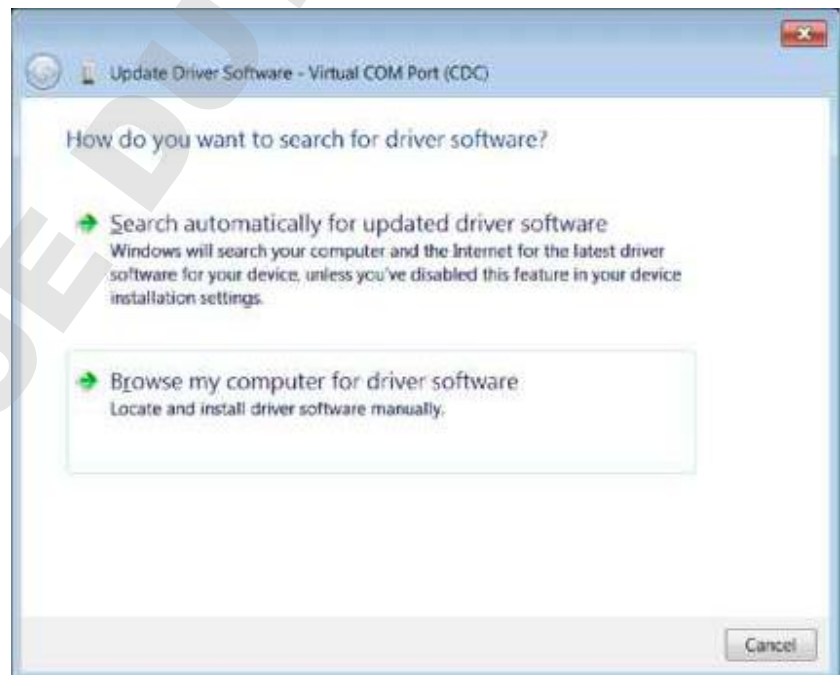 Update Driver Software - Virtual COM Port (CDC)
How do you want to search for driver software?
Search automatically for updated driver software
Windows will search your computer and the Internet for the latest driver
software for your device, unless you've disabled this feature in your device
installation settings.
Browse my computer for driver software
Locate and install driver software manually.
Cancel